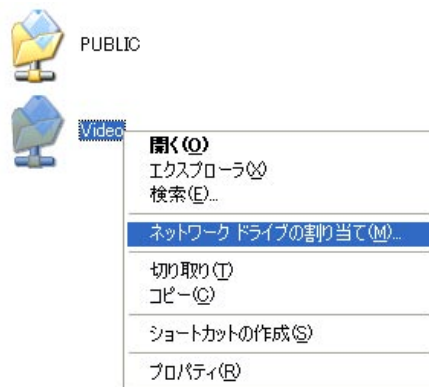 PUBLIC
Video
開く(O)
エクスプローラ(X)
検索(E)...
ネットワーク ドライブの割り当て(M)...
切り取り(T)
コピー(C)
ショートカットの作成(S)
プロパティ(R)